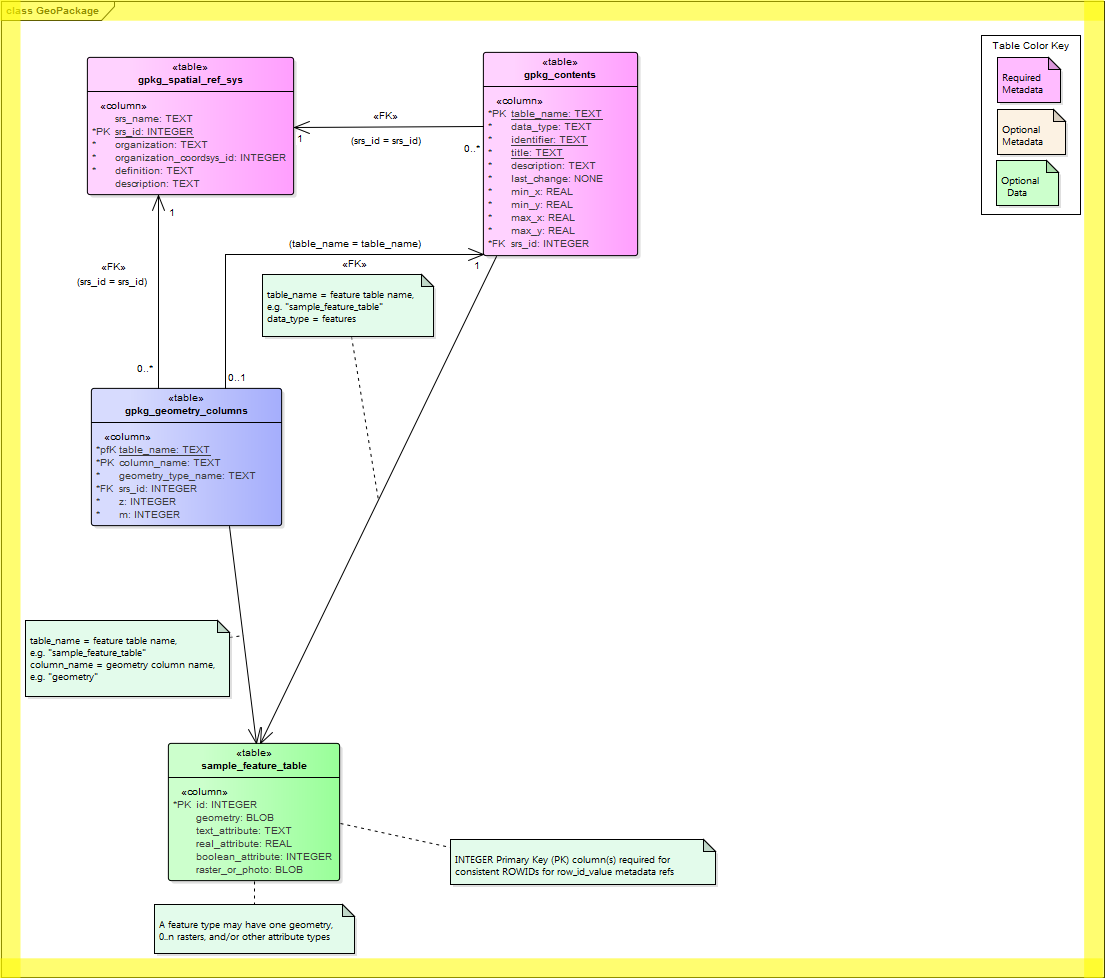 class GeoPackage
«table»
gpkg_spatial_ref_sys
«column»
srs_name: TEXT
*PK srs_id: INTEGER
* organization: TEXT
* organization_coordsys_id: INTEGER
* definition: TEXT
description: TEXT
«table»
gpkg_contents
«column»
*PK table_name: TEXT
* data_type: TEXT
* identifier: TEXT
* title: TEXT
* description: TEXT
* last_change: NONE
* min_x: REAL
* min_y: REAL
* max_x: REAL
* max_y: REAL
*FK srs_id: INTEGER
Table Color Key
Required
Metadata
Optional
Metadata
Optional
Data
«FK»
1
(srs_id = srs_id)
0..*
1
«FK»
(srs_id = srs_id)
0..*
(table_name = table_name)
«FK»
1
0..1
table_name = feature table name,
e.g. "sample_feature_table"
data_type = features
«table»
gpkg_geometry_columns
«column»
*pfK table_name: TEXT
*PK column_name: TEXT
* geometry_type_name: TEXT
*FK srs_id: INTEGER
* z: INTEGER
* m: INTEGER
table_name = feature table name,
e.g. "sample_feature_table"
column_name = geometry column name,
e.g. "geometry"
«table»
sample_feature_table
«column»
*PK id: INTEGER
geometry: BLOB
text_attribute: TEXT
real_attribute: REAL
boolean_attribute: INTEGER
raster_or_photo: BLOB
INTEGER Primary Key (PK) column(s) required for
consistent ROWIDs for row_id_value metadata refs
A feature type may have one geometry,
0..n rasters, and/or other attribute types